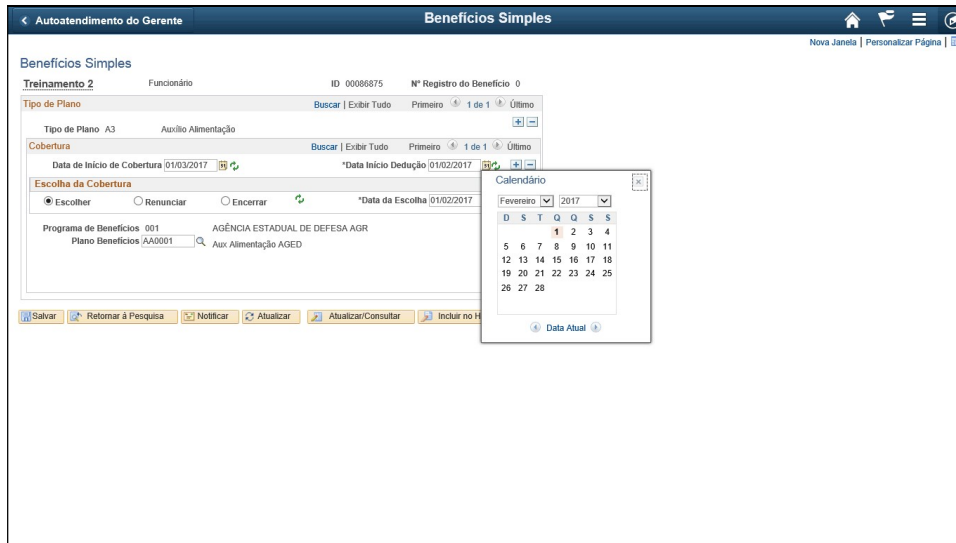 Autoatendimento do Gerente
Benefícios Simples
Nova Janela | Personalizar Página |
Benefícios Simples
Treinamento 2 Funcionário ID 00086875 Nº Registro do Benefício 0
Tipo de Plano Buscar | Exibir Tudo Primeiro 1 de 1 Último
Tipo de Plano A3 Auxílio Alimentação
Cobertura Buscar | Exibir Tudo Primeiro 1 de 1 Último
Data de Início de Cobertura 01/03/2017 *Data Início Dedução 01/02/2017
Escolha da Cobertura
Escolher Renunciar Encerrar *Data da Escolha 01/02/2017
Programa de Benefícios 001 AGÊNCIA ESTADUAL DE DEFESA AGR
Plano Benefícios AA0001 Aux Alimentação AGED
Salvar Retornar à Pesquisa Notificar Atualizar Atualizar/Consultar Incluir no H
Calendário
Fevereiro 2017
D S T Q Q S S
1 2 3 4
5 6 7 8 9 10 11
12 13 14 15 16 17 18
19 20 21 22 23 24 25
26 27 28
Data Atual